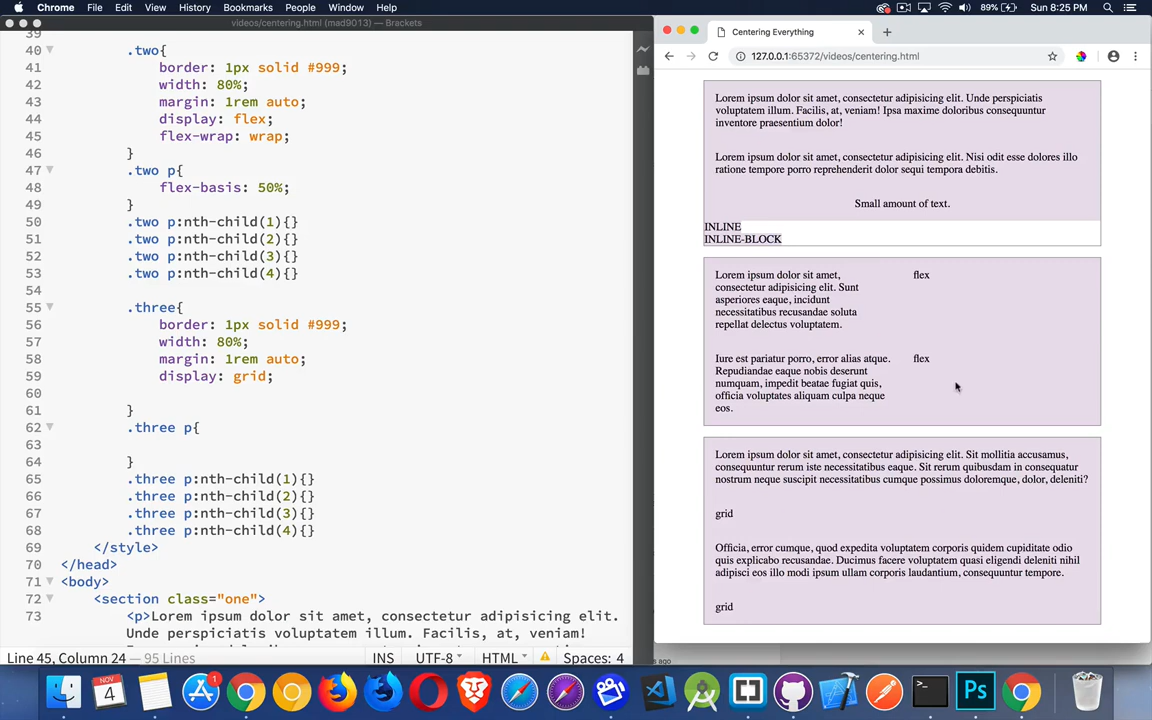 Chrome File Edit View History Bookmarks People Window Help 89% Sun 8:25 PM
videos/centering.html (mad9013) — Brackets
39
40 .two{
41 border: 1px solid #999;
42 width: 80%;
43 margin: 1rem auto;
44 display: flex;
45 flex-wrap: wrap;
46 }
47 .two p{
48 flex-basis: 50%;
49 }
50 .two p:nth-child(1){}
51 .two p:nth-child(2){}
52 .two p:nth-child(3){}
53 .two p:nth-child(4){}
54
55 .three{
56 border: 1px solid #999;
57 width: 80%;
58 margin: 1rem auto;
59 display: grid;
60
61 }
62 .three p{
63
64 }
65 .three p:nth-child(1){}
66 .three p:nth-child(2){}
67 .three p:nth-child(3){}
68 .three p:nth-child(4){}
69 </style>
70 </head>
71 <body>
72 <section class="one">
73 <p>Lorem ipsum dolor sit amet, consectetur adipisicing elit.
Unde perspiciatis voluptatem illum. Facilis, at, veniam!
Line 45, Column 24 — 95 Lines
INS UTF-8 HTML Spaces: 4
Centering Everything
127.0.0.1:65372/videos/centering.html
Lorem ipsum dolor sit amet, consectetur adipisicing elit. Unde perspiciatis
voluptatem illum. Facilis, at, veniam! Ipsa maxime doloribus consequuntur
inventore praesentium dolor!
Lorem ipsum dolor sit amet, consectetur adipisicing elit. Nisi odit esse dolores illo
ratione tempore porro reprehenderit dolor sequi tempora debitis.
Small amount of text.
INLINE
INLINE-BLOCK
Lorem ipsum dolor sit amet,
consectetur adipisicing elit. Sunt
asperiores eaque, incidunt
necessitatibus recusandae soluta
repellat delectus voluptatem.
flex
Iure est pariatur porro, error alias atque.
Repudiandae eaque nobis deserunt
numquam, impedit beatae fugiat quis,
officia voluptates aliquam culpa neque
eos.
flex
Lorem ipsum dolor sit amet, consectetur adipisicing elit. Sit mollitia accusamus,
consequuntur rerum iste necessitatibus eaque. Sit rerum quibusdam in consequatur
nostrum neque suscipit necessitatibus cumque possimus doloremque, dolor, deleniti?
grid
Officia, error cumque, quod expedita voluptatem corporis quidem cupiditate odio
quis explicabo recusandae. Ducimus facere voluptatem quasi eligendi deleniti nihil
adipisci eos illo modi ipsum ullam corporis laudantium, consequuntur tempore.
grid
s ago
NOV
4
1
Ps